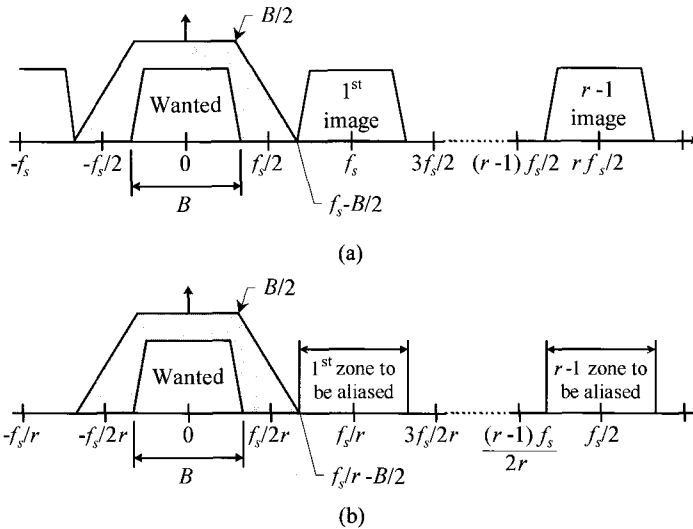 B/2
Wanted
1st image
r -1 image
-fs -fs/2 0 fs/2 fs 3fs/2 (r-1) fs/2 r fs/2
B
fs-B/2
(a)
B/2
Wanted
1st zone to be aliased
r -1 zone to be aliased
-fs/r -fs/2r 0 fs/2r fs/r 3fs/2r (r-1) fs/2r fs/2
B
fs/r -B/2
(b)